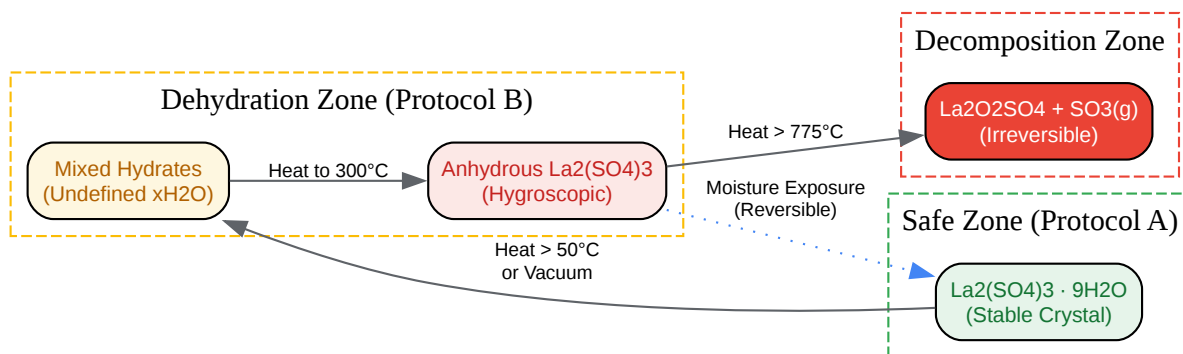 Decomposition Zone
La2O2SO4 + SO3(g)
(Irreversible)
Dehydration Zone (Protocol B)
Mixed Hydrates
(Undefined xH2O)
Heat to 300°C
Anhydrous La2(SO4)3
(Hygroscopic)
Heat > 775°C
Moisture Exposure
(Reversible)
Heat > 50°C
or Vacuum
Safe Zone (Protocol A)
La2(SO4)3 · 9H2O
(Stable Crystal)